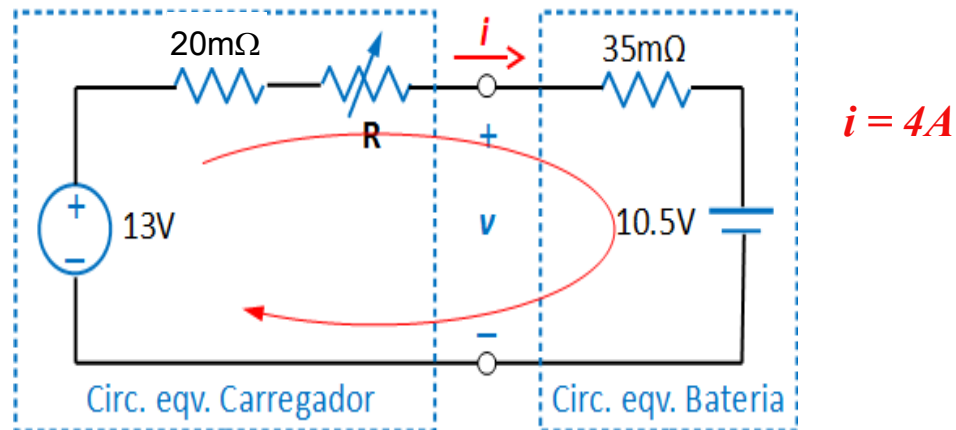 20mΩ
i
35mΩ
i = 4A
R
+
+
13V
v
10.5V
–
–
Circ. eqv. Carregador
Circ. eqv. Bateria